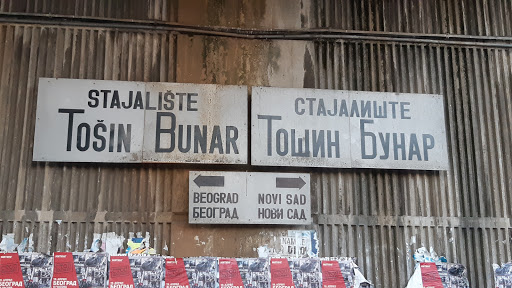 STAJALIŠTE
TOŠIN BUNAR
СТАЈАЛИШТЕ
ТОШИН БУНАР
BEOGRAD
БЕОГРАД
NOVI SAD
НОВИ САД